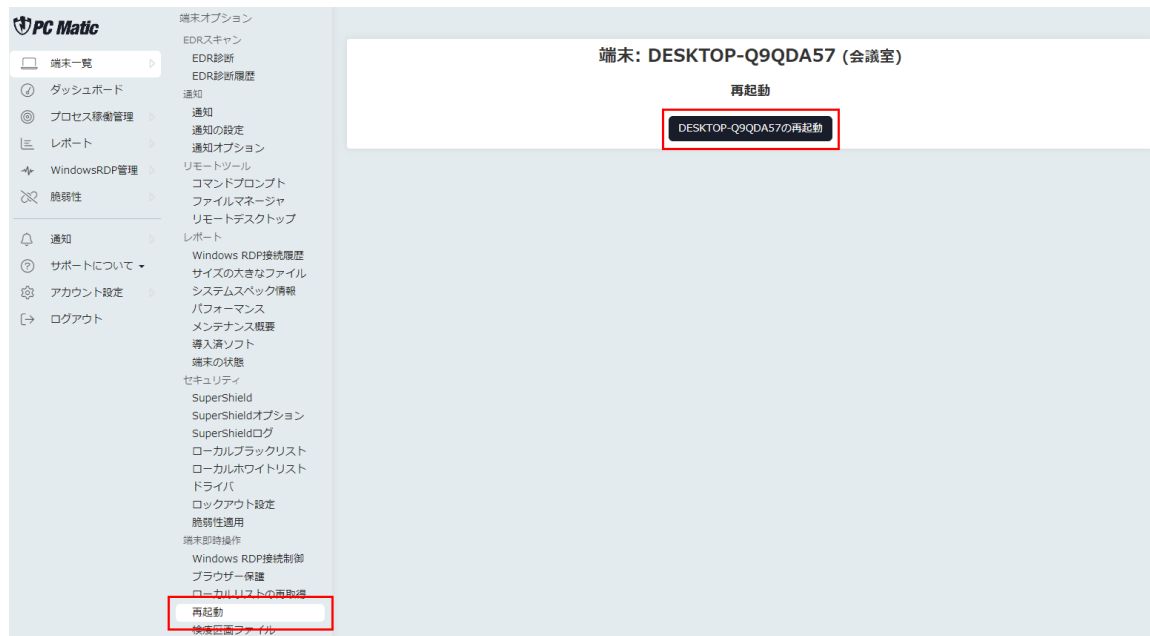 PC Matic
端末一覧
ダッシュボード
プロセス稼働管理
レポート
WindowsRDP管理
脆弱性
通知
サポートについて
アカウント設定
ログアウト
端末オプション
EDRスキャン
EDR診断
EDR診断履歴
通知
通知
通知の設定
通知オプション
リモートツール
コマンドプロンプト
ファイルマネージャ
リモートデスクトップ
レポート
Windows RDP接続履歴
サイズの大きなファイル
システムスペック情報
パフォーマンス
メンテナンス概要
導入済ソフト
端末の状態
セキュリティ
SuperShield
SuperShieldオプション
SuperShieldログ
ローカルブラックリスト
ローカルホワイトリスト
ドライバ
ロックアウト設定
脆弱性適用
端末即時操作
Windows RDP接続制御
ブラウザー保護
ローカルリストの再取得
再起動
検疫区画ファイル
端末: DESKTOP-Q9QDA57 (会議室)
再起動
DESKTOP-Q9QDA57の再起動